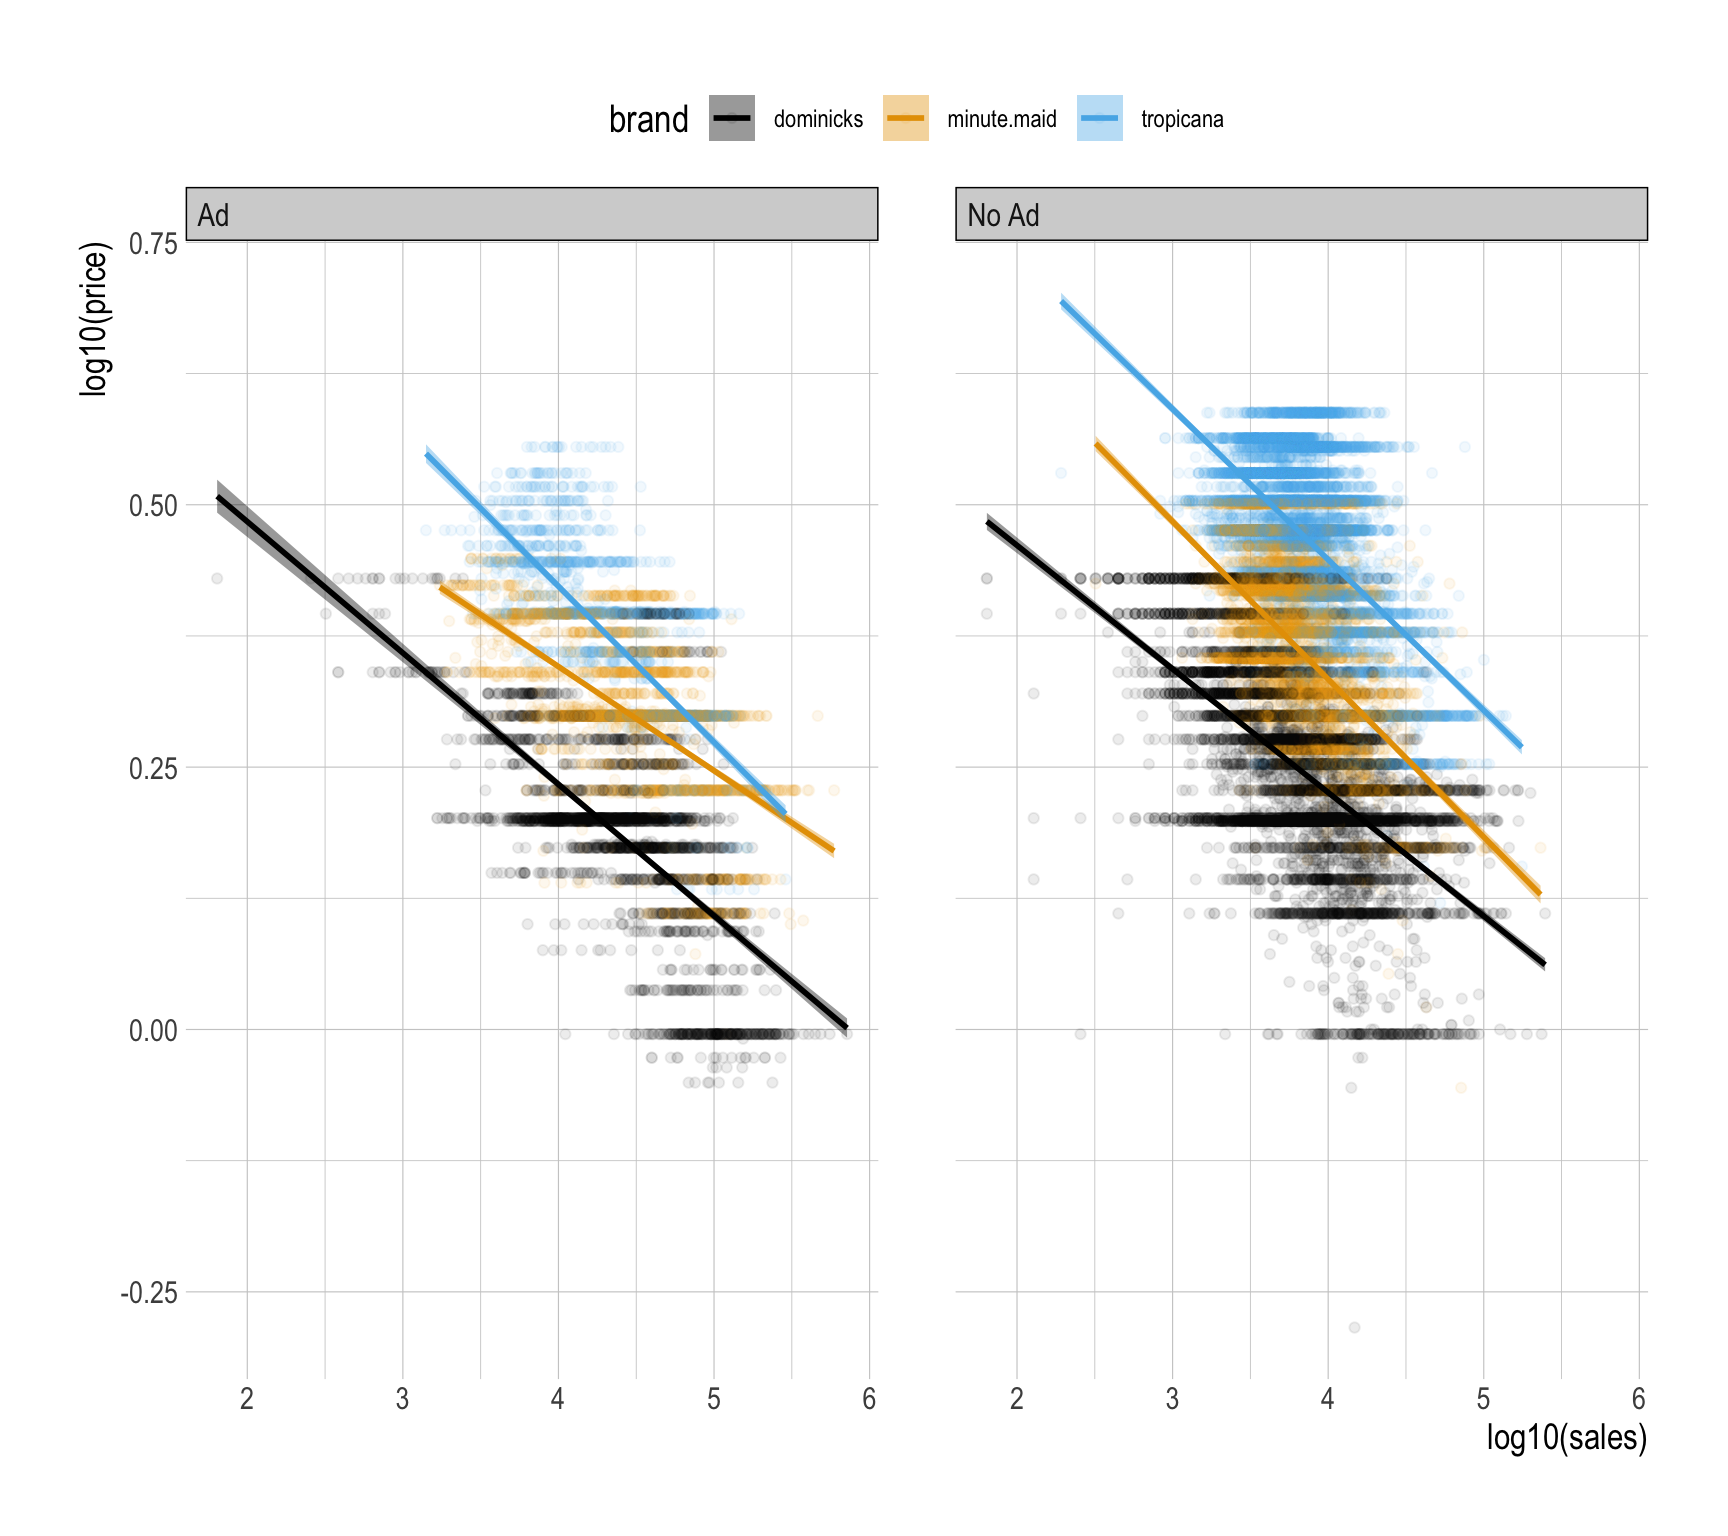 brand dominicks minute.maid tropicana
Ad No Ad
log10(price)
0.75
0.50
0.25
0.00
-0.25
2 3 4 5 6 2 3 4 5 6
log10(sales)